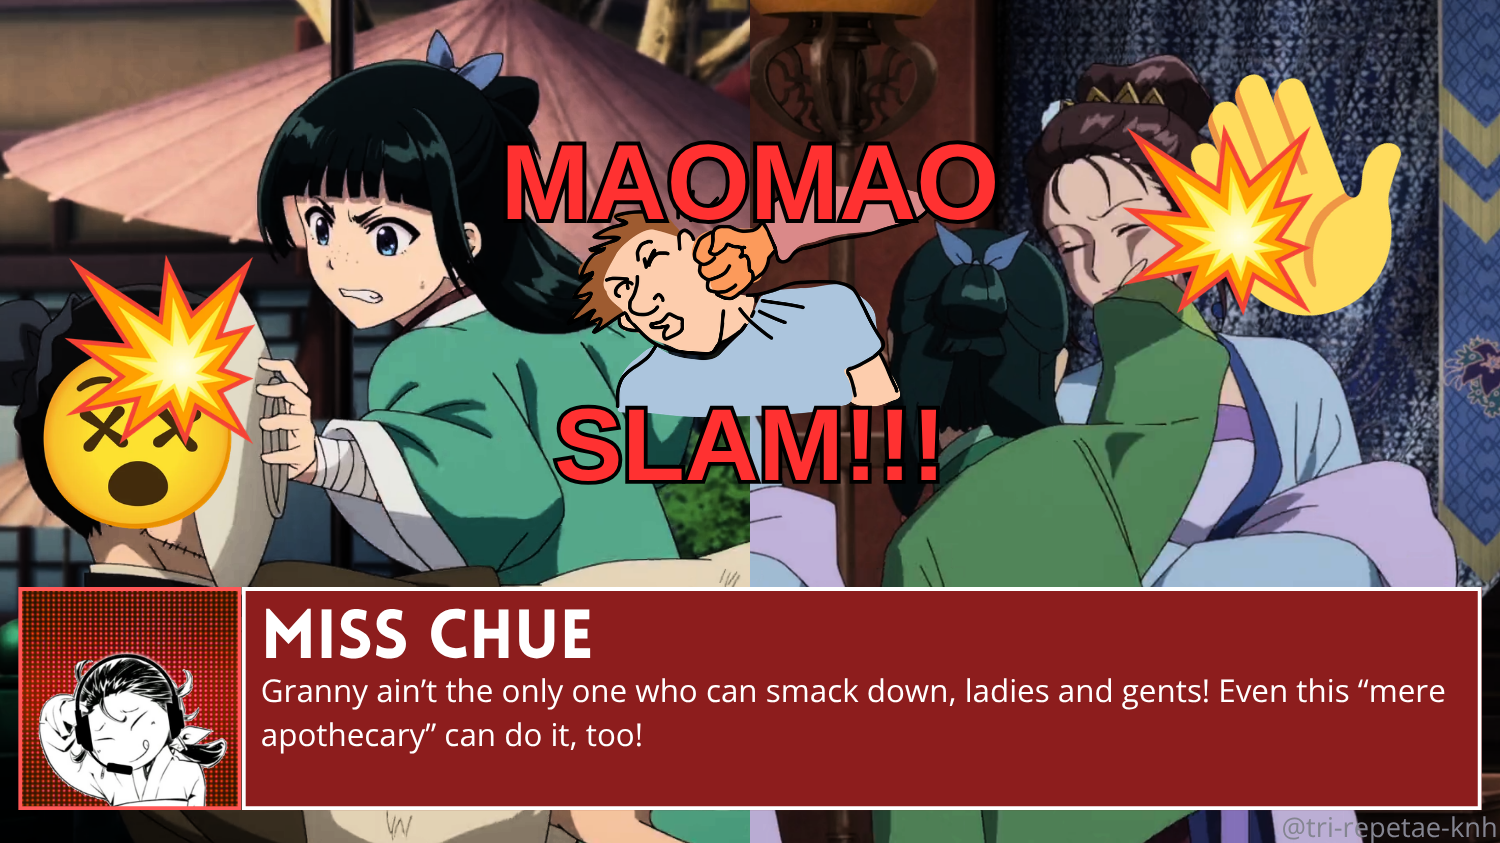 MAOMAO
SLAM!!!
MISS CHUE
Granny ain’t the only one who can smack down, ladies and gents! Even this “mere
apothecary” can do it, too!
@tri-repetae-knh